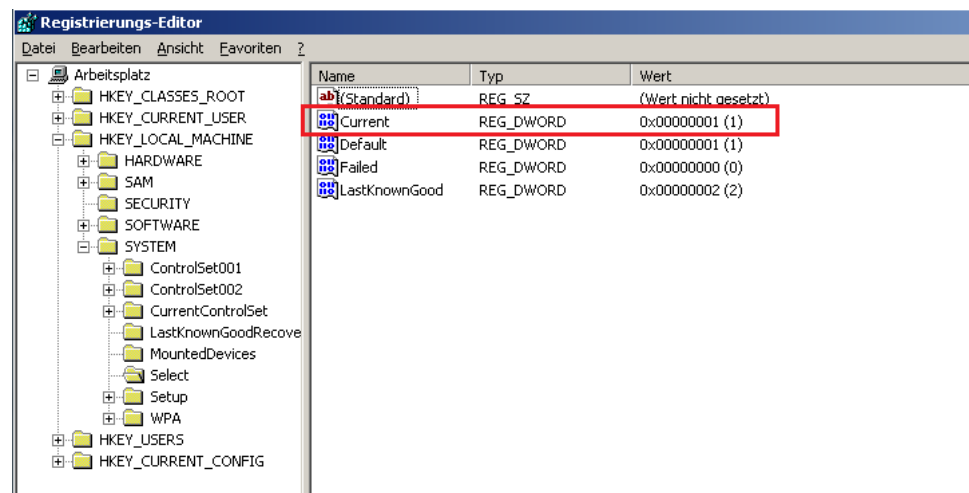 Registrierungs-Editor
Datei Bearbeiten Ansicht Favoriten ?
Arbeitsplatz
HKEY_CLASSES_ROOT
HKEY_CURRENT_USER
HKEY_LOCAL_MACHINE
HARDWARE
SAM
SECURITY
SOFTWARE
SYSTEM
ControlSet001
ControlSet002
CurrentControlSet
LastKnownGoodRecove
MountedDevices
Select
Setup
WPA
HKEY_USERS
HKEY_CURRENT_CONFIG
Name Typ Wert
(Standard) REG_SZ (Wert nicht gesetzt)
Current REG_DWORD 0x00000001 (1)
Default REG_DWORD 0x00000001 (1)
Failed REG_DWORD 0x00000000 (0)
LastKnownGood REG_DWORD 0x00000002 (2)